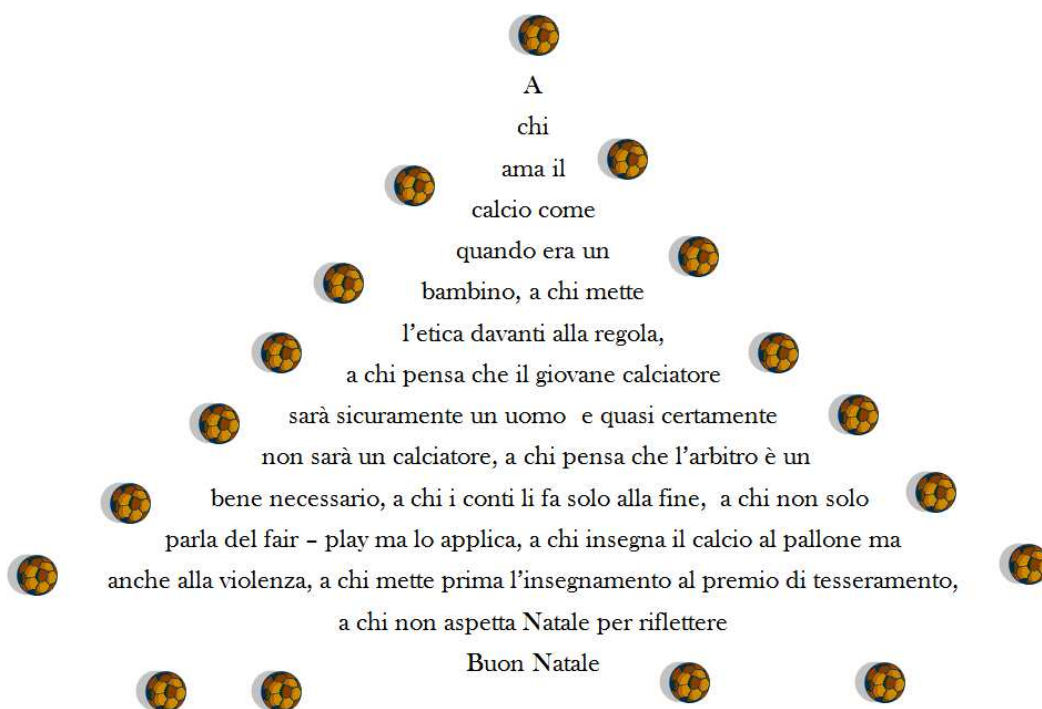 A
chi
ama il
calcio come
quando era un
bambino, a chi mette
l’etica davanti alla regola,
a chi pensa che il giovane calciatore
sarà sicuramente un uomo  e quasi certamente
non sarà un calciatore, a chi pensa che l’arbitro è un
bene necessario, a chi i conti li fa solo alla fine,  a chi non solo
parla del fair – play ma lo applica, a chi insegna il calcio al pallone ma
anche alla violenza, a chi mette prima l’insegnamento al premio di tesseramento,
a chi non aspetta Natale per riflettere
Buon Natale